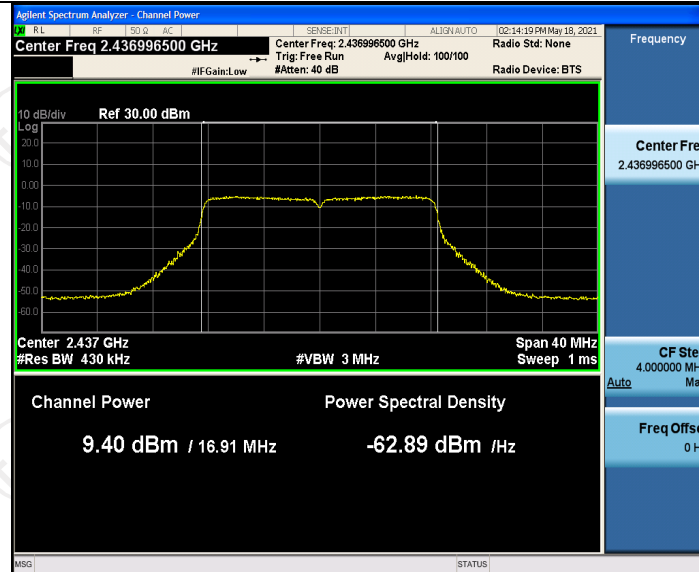 Agilent Spectrum Analyzer - Channel Power
LXI RL RF 50 Ω AC SENSE:INT ALIGN AUTO 02:14:19 PM May 18, 2021
Center Freq 2.436996500 GHz
Center Freq: 2.436996500 GHz Radio Std: None
Trig: Free Run Avg|Hold: 100/100
#IFGain:Low #Atten: 40 dB Radio Device: BTS
10 dB/div Ref 30.00 dBm
Log
20.0
10.0
0.00
-10.0
-20.0
-30.0
-40.0
-50.0
-60.0
Center 2.437 GHz Span 40 MHz
#Res BW 430 kHz #VBW 3 MHz Sweep 1 ms
Channel Power Power Spectral Density
9.40 dBm / 16.91 MHz -62.89 dBm /Hz
MSG STATUS
Frequency
Center Fre
2.436996500 GH
CF Ste
4.000000 MH
Auto Ma
Freq Offse
0 H